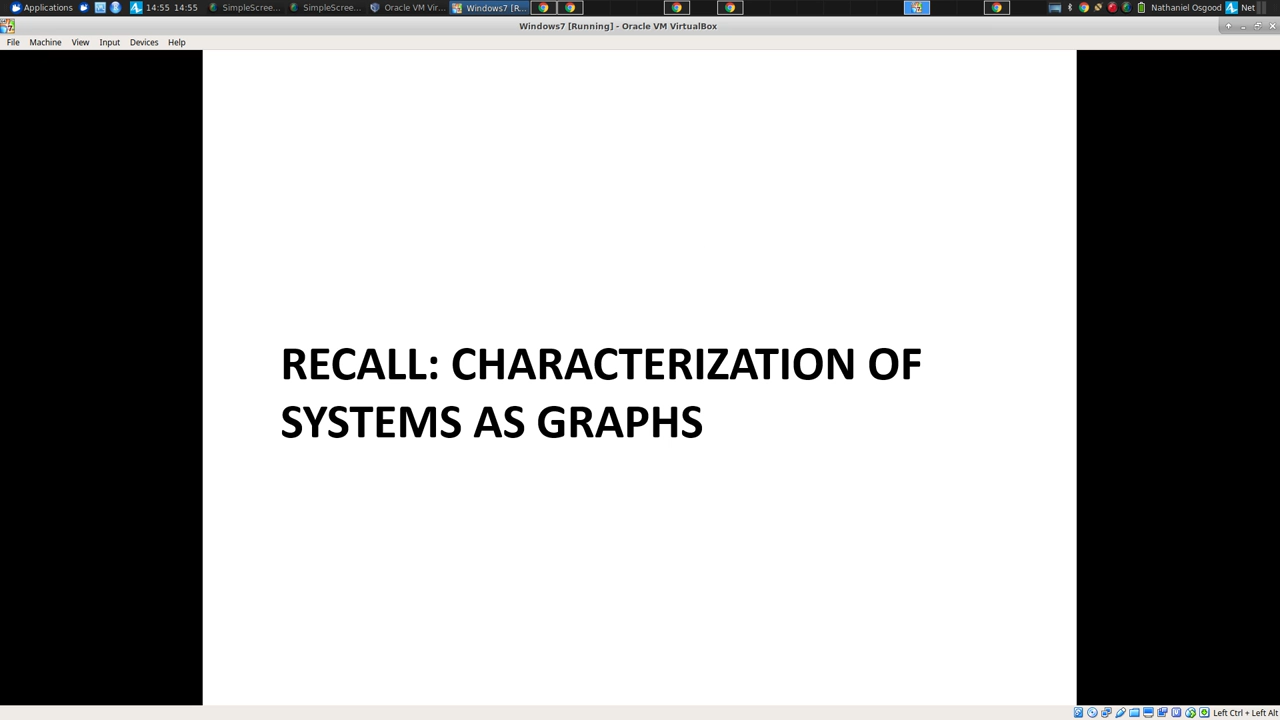 Applications 14:55 14:55 SimpleScree... SimpleScree... Oracle VM Vir... Windows7 [R... Nathaniel Osgood Net
Windows7 [Running] - Oracle VM VirtualBox
File Machine View Input Devices Help
RECALL: CHARACTERIZATION OF
SYSTEMS AS GRAPHS
Left Ctrl + Left Alt